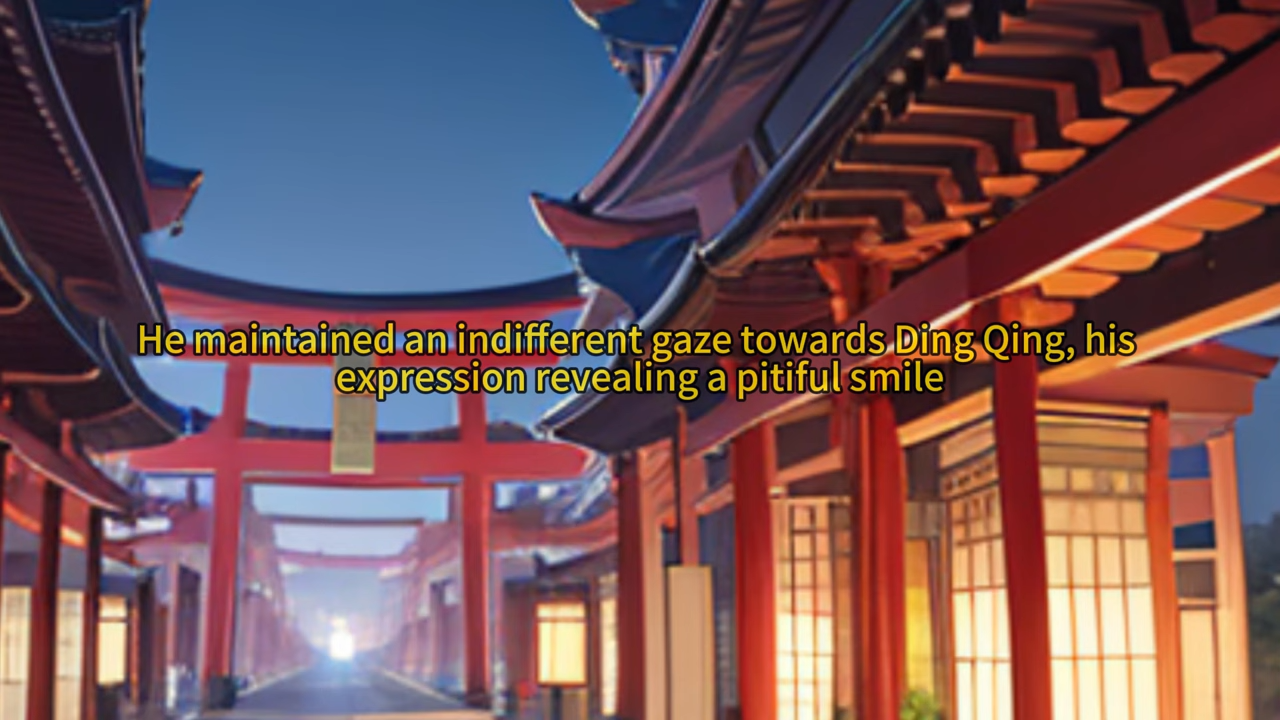 He maintained an indifferent gaze towards Ding Qing, his
expression revealing a pitiful smile